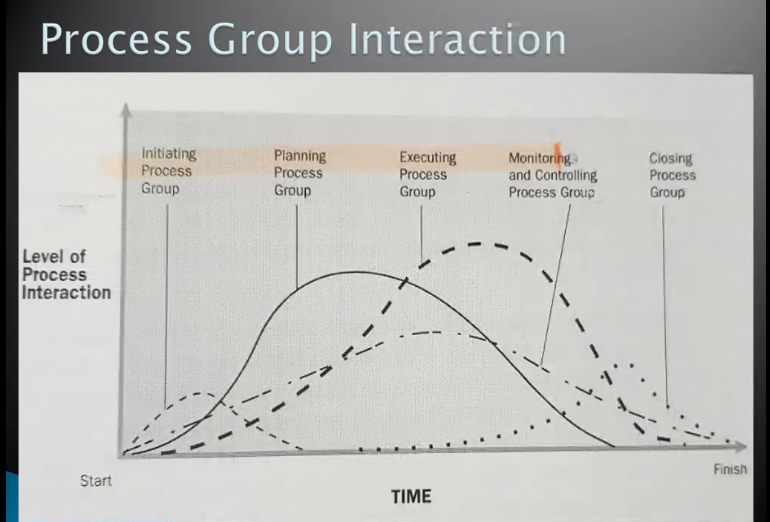 Process Group Interaction
Initiating
Process
Group
Planning
Process
Group
Executing
Process
Group
Monitoring
and Controlling
Process Group
Closing
Process
Group
Level of
Process
Interaction
Start
Finish
TIME